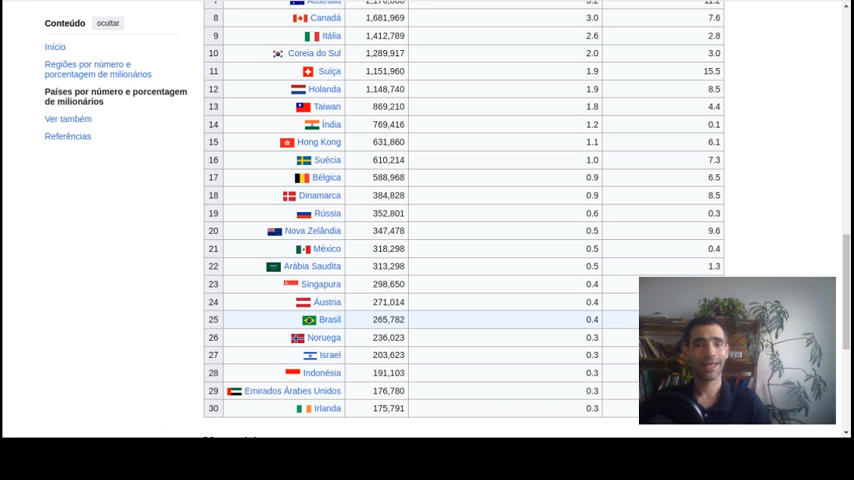 Conteúdo ocultar
Início
Regiões por número e
porcentagem de milionários
Países por número e porcentagem
de milionários
Ver também
Referências
8 Canadá 1,681,969 3.0 7.6
9 Itália 1,412,789 2.6 2.8
10 Coreia do Sul 1,289,917 2.0 3.0
11 Suíça 1,151,960 1.9 15.5
12 Holanda 1,148,740 1.9 8.5
13 Taiwan 869,210 1.8 4.4
14 Índia 769,416 1.2 0.1
15 Hong Kong 631,860 1.1 6.1
16 Suécia 610,214 1.0 7.3
17 Bélgica 588,968 0.9 6.5
18 Dinamarca 384,828 0.9 8.5
19 Rússia 352,801 0.6 0.3
20 Nova Zelândia 347,478 0.5 9.6
21 México 318,298 0.5 0.4
22 Arábia Saudita 313,298 0.5 1.3
23 Singapura 298,650 0.4
24 Áustria 271,014 0.4
25 Brasil 265,782 0.4
26 Noruega 236,023 0.3
27 Israel 203,623 0.3
28 Indonésia 191,103 0.3
29 Emirados Árabes Unidos 176,780 0.3
30 Irlanda 175,791 0.3